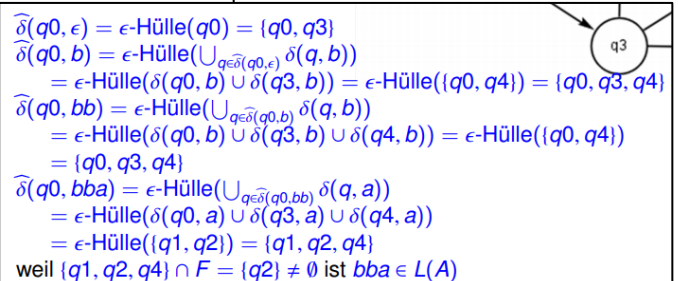 δ̂(q0, ϵ) = ϵ-Hülle(q0) = {q0, q3}
δ̂(q0, b) = ϵ-Hülle(⋃q∈δ̂(q0,ϵ) δ(q, b))
= ϵ-Hülle(δ(q0, b) ∪ δ(q3, b)) = ϵ-Hülle({q0, q4}) = {q0, q3, q4}
δ̂(q0, bb) = ϵ-Hülle(⋃q∈δ̂(q0,b) δ(q, b))
= ϵ-Hülle(δ(q0, b) ∪ δ(q3, b) ∪ δ(q4, b)) = ϵ-Hülle({q0, q4})
= {q0, q3, q4}
δ̂(q0, bba) = ϵ-Hülle(⋃q∈δ̂(q0,bb) δ(q, a))
= ϵ-Hülle(δ(q0, a) ∪ δ(q3, a) ∪ δ(q4, a))
= ϵ-Hülle({q1, q2}) = {q1, q2, q4}
weil {q1, q2, q4} ∩ F = {q2} ≠ ∅ ist bba ∈ L(A)
q3